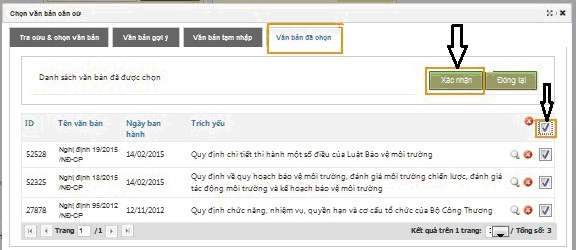 Chọn văn bản căn cứ
Tra cứu & chọn văn bản Văn bản gợi ý Văn bản tạm nhập Văn bản đã chọn
Danh sách văn bản đã được chọn Xác nhận Đóng lại
ID Tên văn bản Ngày ban hành Trích yếu
52528 Nghị định 19/2015/NĐ-CP 14/02/2015 Quy định chi tiết thi hành một số điều của Luật Bảo vệ môi trường
52325 Nghị định 18/2015/NĐ-CP 14/02/2015 Quy định về quy hoạch bảo vệ môi trường, đánh giá môi trường chiến lược, đánh giá
tác động môi trường và kế hoạch bảo vệ môi trường
27878 Nghị định 95/2012/NĐ-CP 12/11/2012 Quy định chức năng, nhiệm vụ, quyền hạn và cơ cấu tổ chức của Bộ Công Thương
Trang 1 /1 Kết quả trên 1 trang: / Tổng số: 3